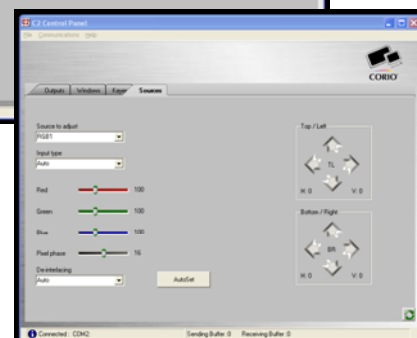 C2 Control Panel
File Communications Help
CORIO
Outputs Windows Keyer Sources
Source to adjust
RGB1
Input type
Auto
Red 100
Green 100
Blue 100
Pixel phase 16
De-interlacing
Auto
AutoSet
Top / Left
TL
H: 0 V: 0
Bottom / Right
BR
H: 0 V: 0
Connected : COM2 Sending Buffer :0 Receiving Buffer :0